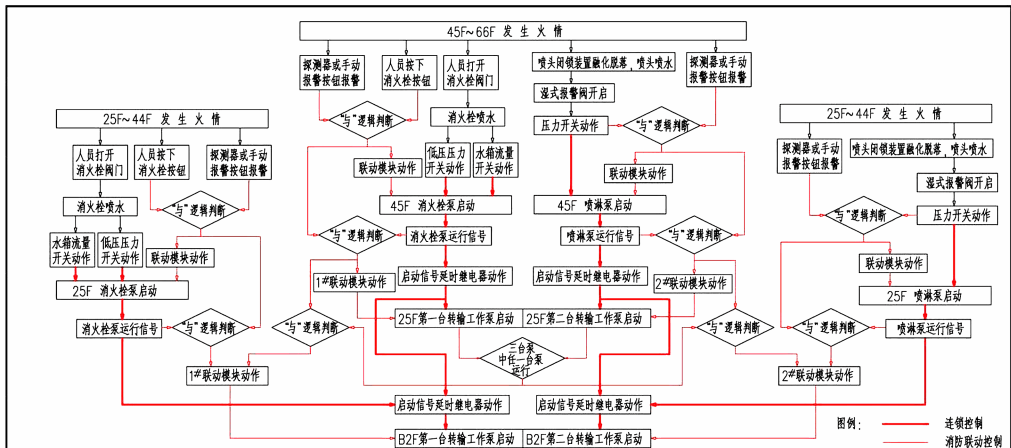 45F~66F 发 生 火 情
探测器或手动
报警按钮报警
人员按下
消火栓按钮
人员打开
消火栓阀门
喷头闭锁装置融化脱落，喷头喷水
探测器或手动
报警按钮报警
湿式报警阀开启
“与”逻辑判断
消火栓喷水
压力开关动作
“与”逻辑判断
联动模块动作
低压压力
开关动作
水箱流量
开关动作
联动模块动作
45F 消火栓泵启动
45F 喷淋泵启动
“与”逻辑判断
消火栓泵运行信号
喷淋泵运行信号
“与”逻辑判断
1#联动模块动作
启动信号延时继电器动作
启动信号延时继电器动作
2#联动模块动作
25F~44F 发 生 火 情
人员打开
消火栓阀门
人员按下
消火栓按钮
探测器或手动
报警按钮报警
消火栓喷水
“与”逻辑判断
水箱流量
开关动作
低压压力
开关动作
联动模块动作
25F 消火栓泵启动
消火栓泵运行信号
“与”逻辑判断
“与”逻辑判断
1#联动模块动作
25F第一台转输工作泵启动
25F第二台转输工作泵启动
三台泵
中任一台泵
运行
25F~44F 发 生 火 情
探测器或手动
报警按钮报警
喷头闭锁装置融化脱落，喷头喷水
湿式报警阀开启
“与”逻辑判断
压力开关动作
联动模块动作
25F 喷淋泵启动
“与”逻辑判断
“与”逻辑判断
喷淋泵运行信号
2#联动模块动作
启动信号延时继电器动作
启动信号延时继电器动作
B2F第一台转输工作泵启动
B2F第二台转输工作泵启动
图例：
连锁控制
消防联动控制